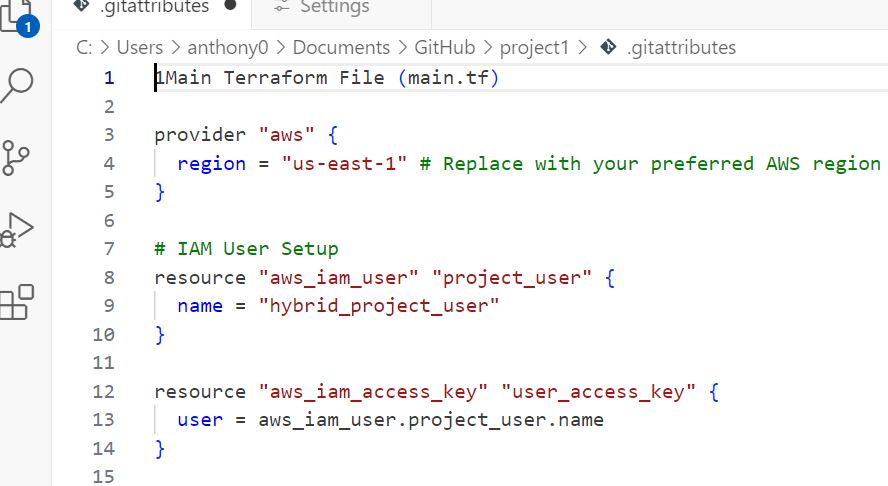 .gitattributes Settings
1
C: > Users > anthony0 > Documents > GitHub > project1 > .gitattributes
1 1Main Terraform File (main.tf)
2
3 provider "aws" {
4 region = "us-east-1" # Replace with your preferred AWS region
5 }
6
7 # IAM User Setup
8 resource "aws_iam_user" "project_user" {
9 name = "hybrid_project_user"
10 }
11
12 resource "aws_iam_access_key" "user_access_key" {
13 user = aws_iam_user.project_user.name
14 }
15